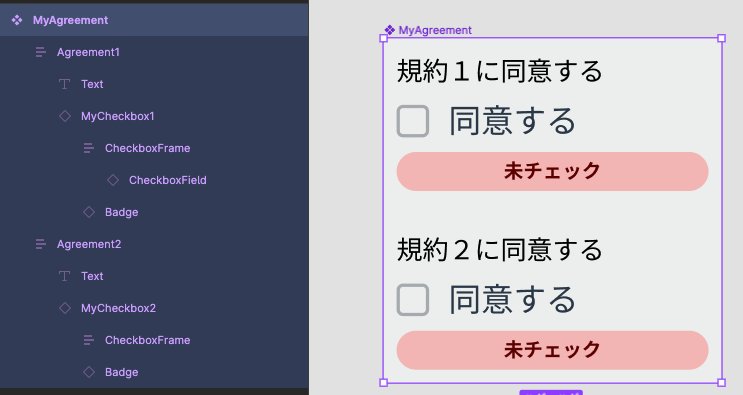 MyAgreement
Agreement1
Text
MyCheckbox1
CheckboxFrame
CheckboxField
Badge
Agreement2
Text
MyCheckbox2
CheckboxFrame
Badge
MyAgreement
規約１に同意する
同意する
未チェック
規約２に同意する
同意する
未チェック